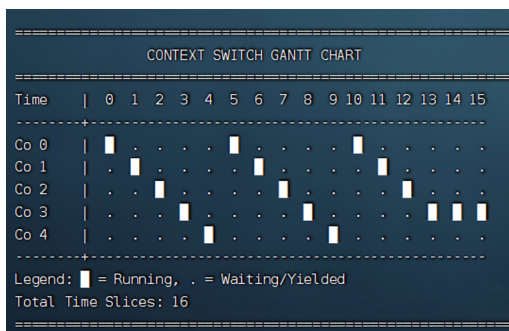 ==================================================
CONTEXT SWITCH GANTT CHART
==================================================
Time | 0 1 2 3 4 5 6 7 8 9 10 11 12 13 14 15
--------+------------------------------------------------
Co 0 | █ . . . . █ . . . . █ . . . . .
Co 1 | . █ . . . . █ . . . . █ . . . .
Co 2 | . . █ . . . . █ . . . . █ . . .
Co 3 | . . . █ . . . . █ . . . . █ █ █
Co 4 | . . . . █ . . . . █ . . . . . .
--------+------------------------------------------------
Legend: █ = Running, . = Waiting/Yielded
Total Time Slices: 16
==================================================